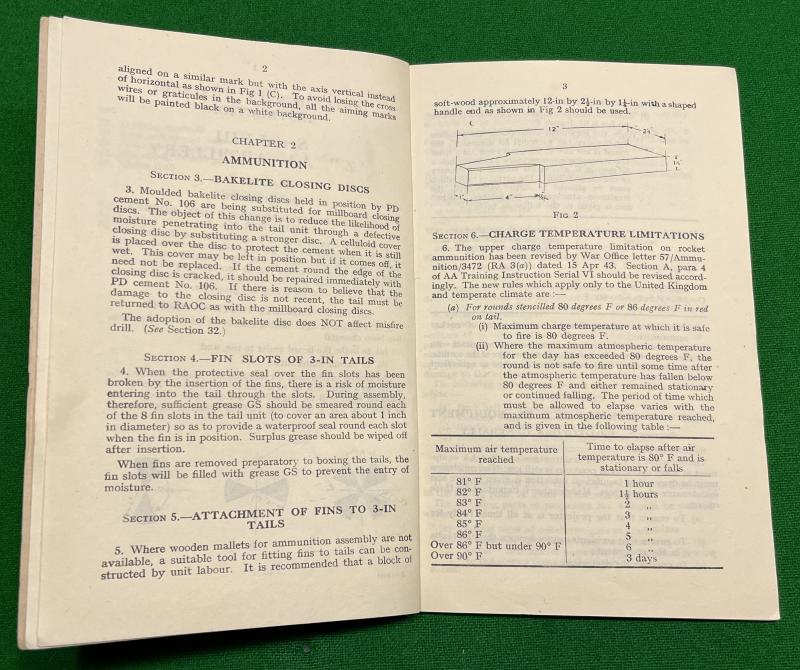 2
aligned on a similar mark but with the axis vertical instead
of horizontal as shown in Fig 1 (C). To avoid losing the cross
wires or graticules in the background, all the aiming marks
will be painted black on a white background.
CHAPTER 2
AMMUNITION
SECTION 3.—BAKELITE CLOSING DISCS
3. Moulded bakelite closing discs held in position by PD
cement No. 106 are being substituted for millboard closing
discs. The object of this change is to reduce the likelihood of
moisture penetrating into the tail unit through a defective
closing disc by substituting a stronger disc. A celluloid cover
is placed over the disc to protect the cement when it is still
wet. This cover may be left in position but if it comes off, it
need not be replaced. If the cement round the edge of the
closing disc is cracked, it should be repaired immediately with
PD cement No. 106. If there is reason to believe that the
damage to the closing disc is not recent, the tail must be
returned to RAOC as with the millboard closing discs.
The adoption of the bakelite disc does NOT affect misfire
drill. (See Section 32.)
SECTION 4.—FIN SLOTS OF 3-IN TAILS
4. When the protective seal over the fin slots has been
broken by the insertion of the fins, there is a risk of moisture
entering into the tail through the slots. During assembly,
therefore, sufficient grease GS should be smeared round each
of the 8 fin slots in the tail unit (to cover an area about 1 inch
in diameter) so as to provide a waterproof seal round each slot
when the fin is in position. Surplus grease should be wiped off
after insertion.
When fins are removed preparatory to boxing the tails, the
fin slots will be filled with grease GS to prevent the entry of
moisture.
SECTION 5.—ATTACHMENT OF FINS TO 3-IN
TAILS
5. Where wooden mallets for ammunition assembly are not
available, a suitable tool for fitting fins to tails can be con-
structed by unit labour. It is recommended that a block of
3
soft-wood approximately 12-in by 2½-in by 1¼-in with a shaped
handle end as shown in Fig 2 should be used.
12"
4"
FIG 2
SECTION 6.—CHARGE TEMPERATURE LIMITATIONS
6. The upper charge temperature limitation on rocket
ammunition has been revised by War Office letter 57/Ammu-
nition/3472 (RA 3(a)) dated 15 Apr 43. Section A, para 4
of AA Training Instruction Serial VI should be revised accord-
ingly. The new rules which apply only to the United Kingdom
and temperate climate are :—
(a) For rounds stencilled 80 degrees F or 86 degrees F in red
on tail.
(i) Maximum charge temperature at which it is safe
to fire is 80 degrees F.
(ii) Where the maximum atmospheric temperature
for the day has exceeded 80 degrees F, the
round is not safe to fire until some time after
the atmospheric temperature has fallen below
80 degrees F and either remained stationary
or continued falling. The period of time which
must be allowed to elapse varies with the
maximum atmospheric temperature reached,
and is given in the following table :—
Maximum air temperature
reached
Time to elapse after air
temperature is 80° F and is
stationary or falls
81° F 1 hour
82° F 1½ hours
83° F 2 ,,
84° F 3 ,,
85° F 4 ,,
86° F 5 ,,
Over 86° F but under 90° F 6 ,,
Over 90° F 3 days